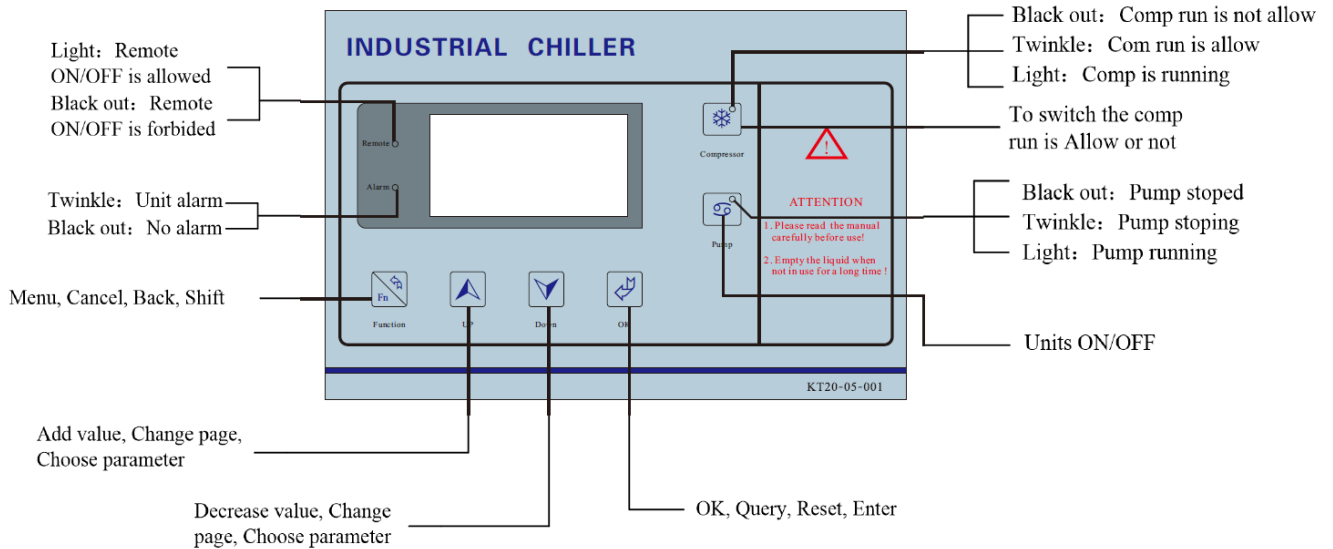 Light： Remote
ON/OFF is allowed
Black out： Remote
ON/OFF is forbided
Twinkle： Unit alarm
Black out： No alarm
Menu, Cancel, Back, Shift
Add value, Change page,
Choose parameter
Decrease value, Change
page, Choose parameter
INDUSTRIAL CHILLER
Remote
Alarm
Fn
Function
UP
Down
OK
Compressor
Pump
!
ATTENTION
1. Please read the manual
carefully before use!
2. Empty the liquid when
not in use for a long time !
KT20-05-001
Black out： Comp run is not allow
Twinkle： Com run is allow
Light： Comp is running
To switch the comp
run is Allow or not
Black out： Pump stoped
Twinkle： Pump stoping
Light： Pump running
Units ON/OFF
OK, Query, Reset, Enter